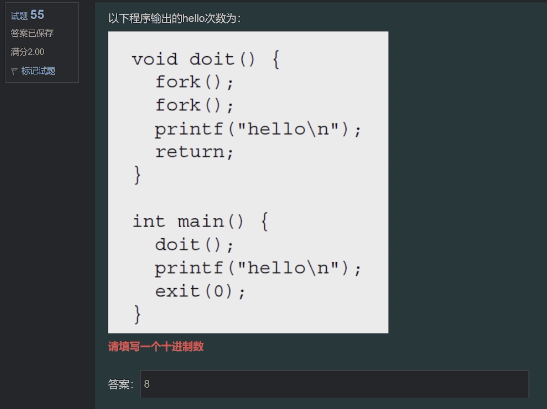 试题 55
答案已保存
满分2.00
标记试题
以下程序输出的hello次数为：
void doit() {
  fork();
  fork();
  printf("hello\n");
  return;
}
int main() {
  doit();
  printf("hello\n");
  exit(0);
}
请填写一个十进制数
答案： 8